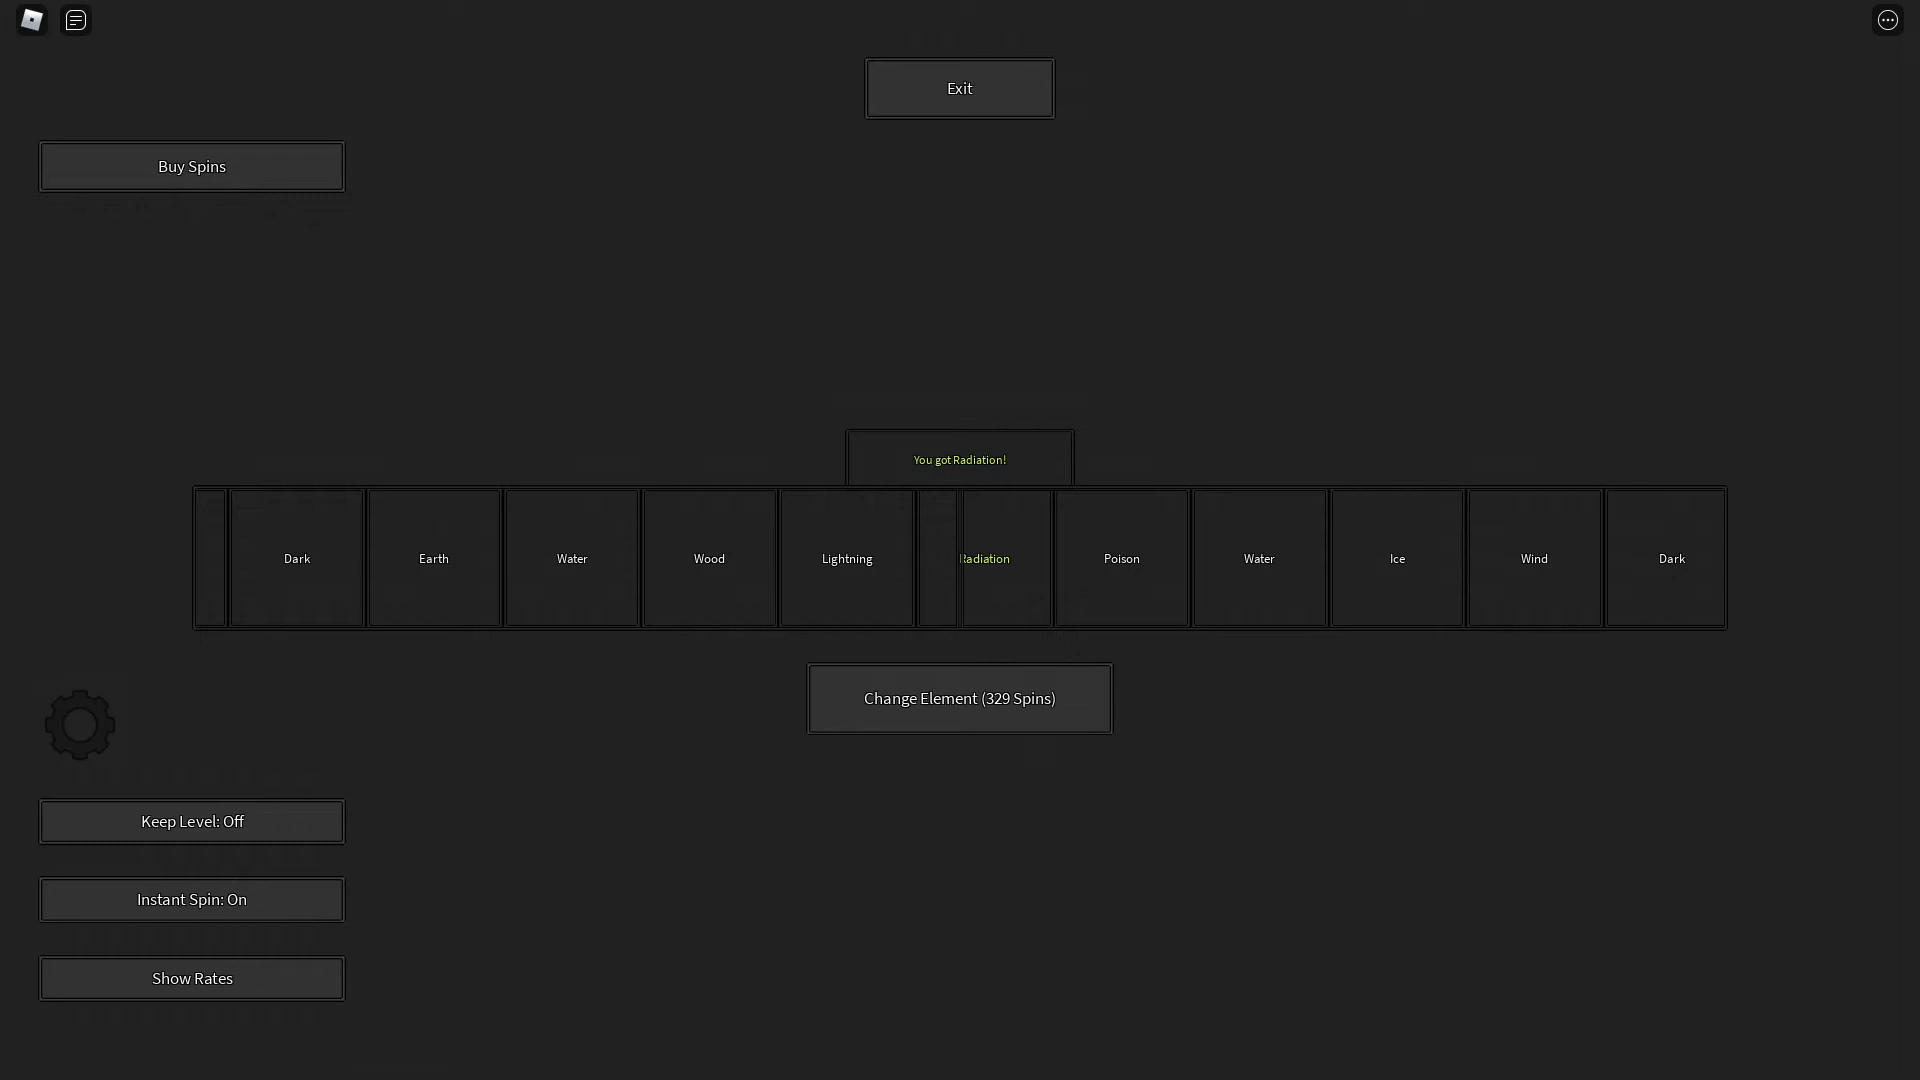 Exit
Buy Spins
You got Radiation!
Dark
Earth
Water
Wood
Lightning
Radiation
Poison
Water
Ice
Wind
Dark
Change Element (329 Spins)
Keep Level: Off
Instant Spin: On
Show Rates